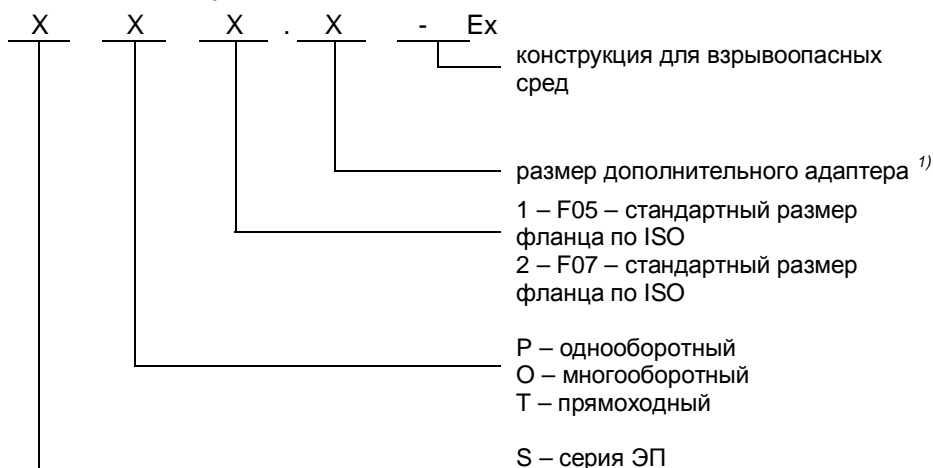 X X X . X - Ex
конструкция для взрывоопасных
сред
размер дополнительного адаптера 1)
1 – F05 – стандартный размер
фланца по ISO
2 – F07 – стандартный размер
фланца по ISO
P – однооборотный
O – многооборотный
T – прямоходный
S – серия ЭП